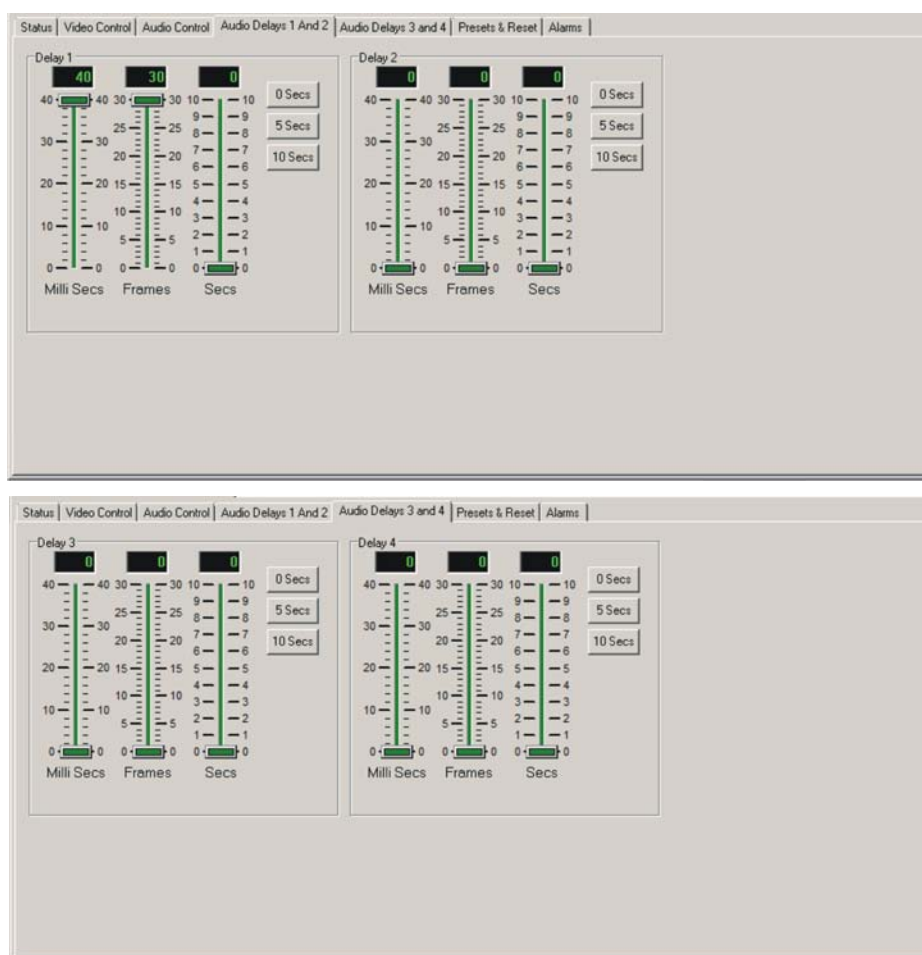 Status Video Control Audio Control Audio Delays 1 And 2 Audio Delays 3 and 4 Presets & Reset Alarms
Delay 1 Delay 2
40 30 0 0 0 0
40 40 30 30 10 10 0 Secs 40 40 30 30 10 10 0 Secs
9 9 9 9
25 25 8 8 5 Secs 25 25 8 8 5 Secs
30 30 7 7 30 30 7 7
20 20 6 6 10 Secs 20 20 6 6 10 Secs
20 20 15 15 5 5 20 20 15 15 5 5
4 4 4 4
10 10 3 3 10 10 3 3
10 10 2 2 10 10 2 2
5 5 1 1 5 5 1 1
0 0 0 0 0 0 0 0 0 0 0 0
Milli Secs Frames Secs Milli Secs Frames Secs
Status Video Control Audio Control Audio Delays 1 And 2 Audio Delays 3 and 4 Presets & Reset Alarms
Delay 3 Delay 4
0 0 0 0 0 0
40 40 30 30 10 10 0 Secs 40 40 30 30 10 10 0 Secs
9 9 9 9
25 25 8 8 5 Secs 25 25 8 8 5 Secs
30 30 7 7 30 30 7 7
20 20 6 6 10 Secs 20 20 6 6 10 Secs
20 20 15 15 5 5 20 20 15 15 5 5
4 4 4 4
10 10 3 3 10 10 3 3
10 10 2 2 10 10 2 2
5 5 1 1 5 5 1 1
0 0 0 0 0 0 0 0 0 0 0 0
Milli Secs Frames Secs Milli Secs Frames Secs